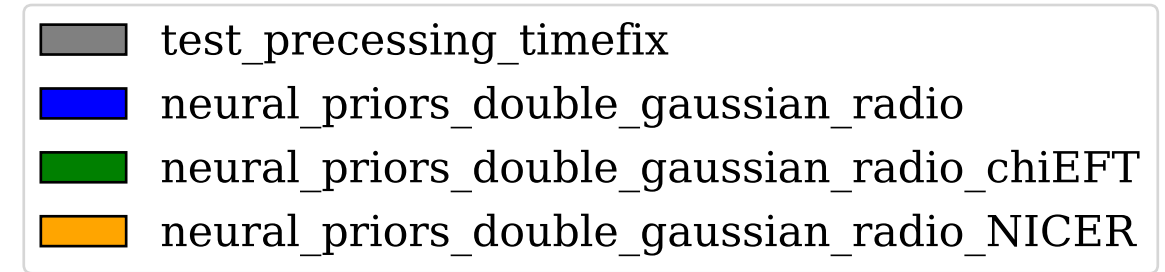 test_precessing_timefix
neural_priors_double_gaussian_radio
neural_priors_double_gaussian_radio_chiEFT
neural_priors_double_gaussian_radio_NICER